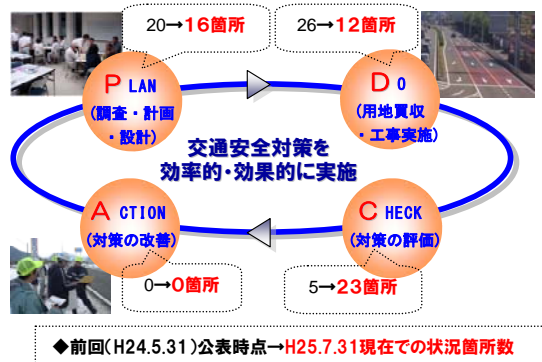 20→16箇所
26→12箇所
P LAN
(調査・計画
・設計)
D O
(用地買収
・工事実施)
交通安全対策を
効率的・効果的に実施
A CTION
(対策の改善)
C HECK
(対策の評価)
0→0箇所
5→23箇所
◆前回(H24.5.31)公表時点→H25.7.31現在での状況箇所数